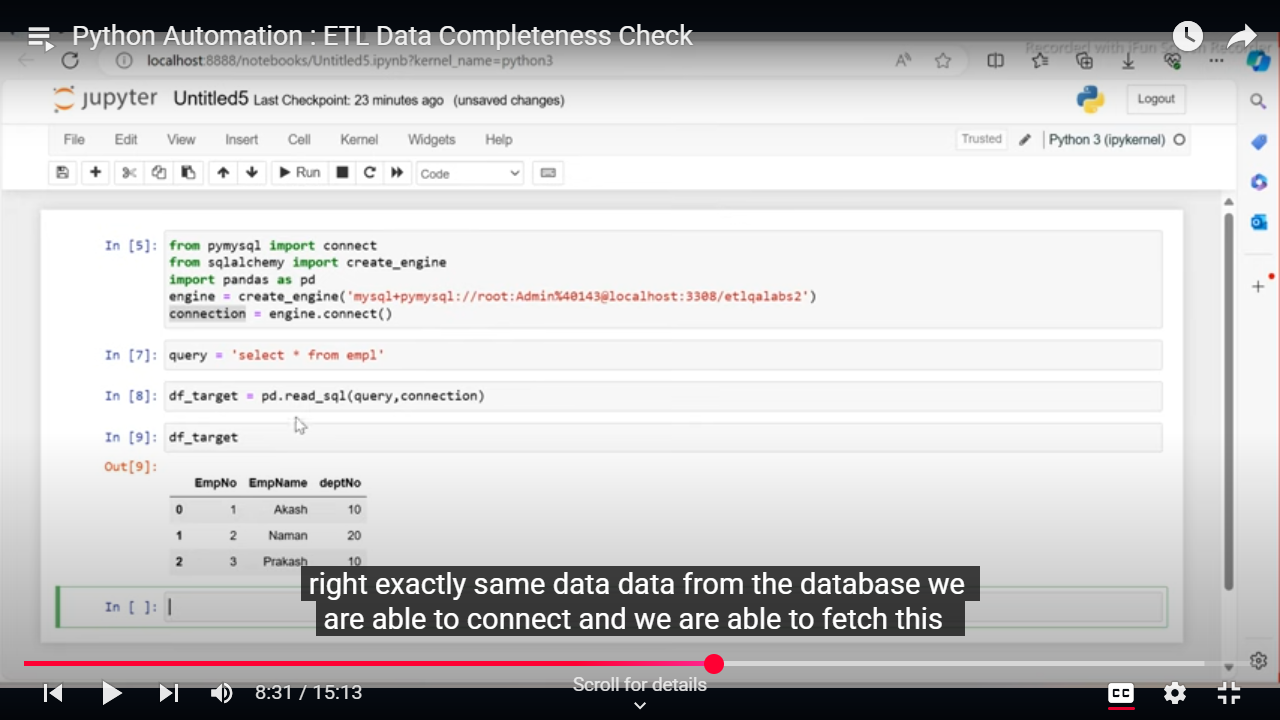 Python Automation : ETL Data Completeness Check
Recorded with iFun Screen Recorder
localhost:8888/notebooks/Untitled5.ipynb?kernel_name=python3
jupyter Untitled5 Last Checkpoint: 23 minutes ago (unsaved changes)
Logout
File Edit View Insert Cell Kernel Widgets Help
Trusted
Python 3 (ipykernel)
Run
Code
In [5]: from pymysql import connect
from sqlalchemy import create_engine
import pandas as pd
engine = create_engine('mysql+pymysql://root:Admin%40143@localhost:3308/etlqalabs2')
connection = engine.connect()
In [7]: query = 'select * from empl'
In [8]: df_target = pd.read_sql(query,connection)
In [9]: df_target
Out[9]:
EmpNo EmpName deptNo
0 1 Akash 10
1 2 Naman 20
2 3 Prakash 10
right exactly same data data from the database we
are able to connect and we are able to fetch this
In [ ]:
8:31 / 15:13
Scroll for details
CC